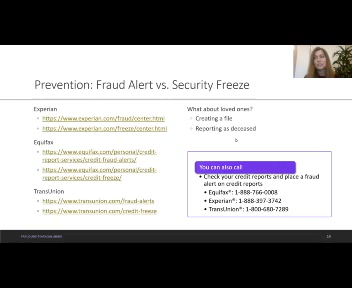 Prevention: Fraud Alert vs. Security Freeze
Experian
• https://www.experian.com/fraud/center.html
• https://www.experian.com/freeze/center.html
Equifax
• https://www.equifax.com/personal/credit-
report-services/credit-fraud-alerts/
• https://www.equifax.com/personal/credit-
report-services/credit-freeze/
TransUnion
• https://www.transunion.com/fraud-alerts
• https://www.transunion.com/credit-freeze
What about loved ones?
◦ Creating a file
◦ Reporting as deceased
You can also call
• Check your credit reports and place a fraud
alert on credit reports
• Equifax®: 1-888-766-0008
• Experian®: 1-888-397-3742
• TransUnion®: 1-800-680-7289